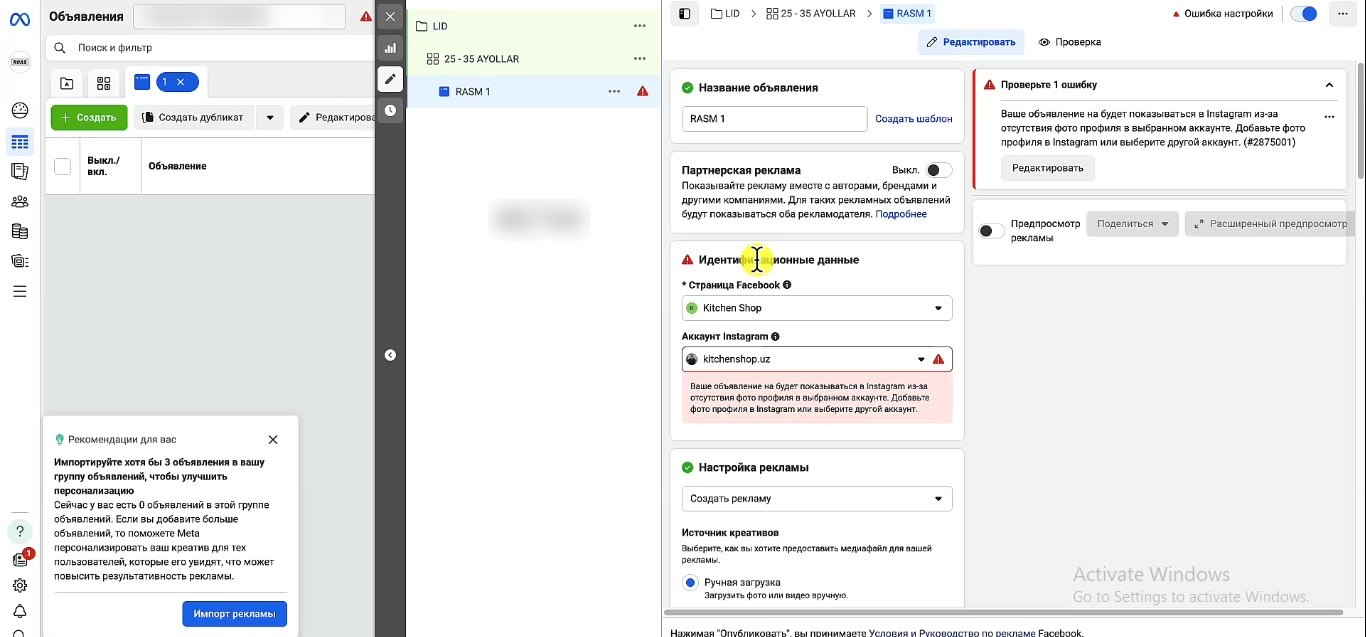 Объявления
Поиск и фильтр
1
Создать
Создать дубликат
Редактирова
Выкл./
вкл.
Объявление
Рекомендации для вас
Импортируйте хотя бы 3 объявления в вашу
группу объявлений, чтобы улучшить
персонализацию
Сейчас у вас есть 0 объявлений в этой группе
объявлений. Если вы добавите больше
объявлений, то поможете Meta
персонализировать ваш креатив для тех
пользователей, которые его увидят, что может
повысить результативность рекламы.
Импорт рекламы
1
LID
25 - 35 AYOLLAR
RASM 1
LID > 25 - 35 AYOLLAR > RASM 1
Ошибка настройки
Редактировать
Проверка
Название объявления
RASM 1
Создать шаблон
Партнерская реклама
Выкл.
Показывайте рекламу вместе с авторами, брендами и
другими компаниями. Для таких рекламных объявлений
будут показываться оба рекламодателя. Подробнее
Идентификационные данные
* Страница Facebook
K
Kitchen Shop
Аккаунт Instagram
kitchenshop.uz
Ваше объявление на будет показываться в Instagram из-за
отсутствия фото профиля в выбранном аккаунте. Добавьте
фото профиля в Instagram или выберите другой аккаунт.
Настройка рекламы
Создать рекламу
Источник креативов
Выберите, как вы хотите предоставить медиафайл для вашей
рекламы.
Ручная загрузка
Загрузить фото или видео вручную.
Проверьте 1 ошибку
Ваше объявление на будет показываться в Instagram из-за
отсутствия фото профиля в выбранном аккаунте. Добавьте фото
профиля в Instagram или выберите другой аккаунт. (#2875001)
Редактировать
Предпросмотр
рекламы
Поделиться
Расширенный предпросмотр
Activate Windows
Go to Settings to activate Windows.
Нажимая "Опубликовать", вы принимаете Условия и Руководство по рекламе Facebook.